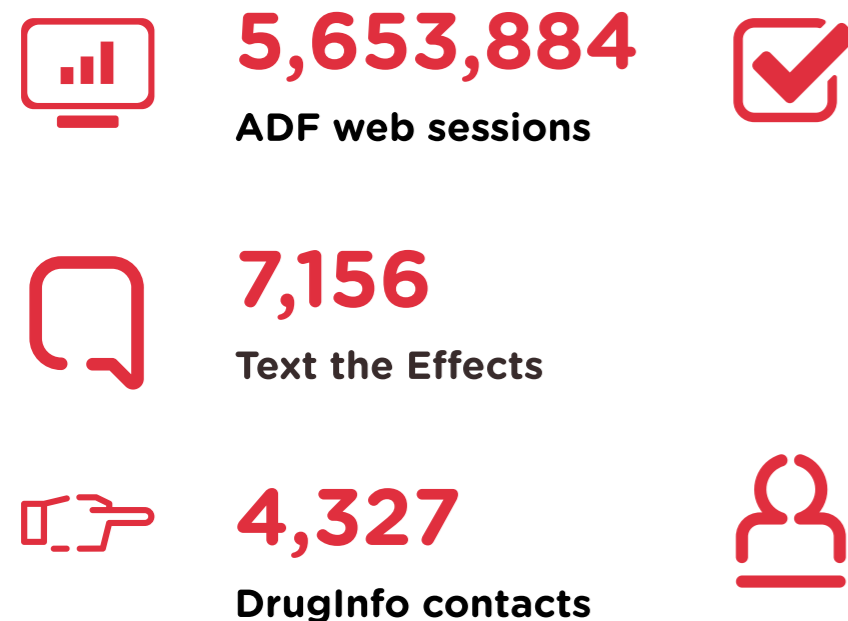 5,653,884
ADF web sessions
7,156
Text the Effects
4,327
DrugInfo contacts